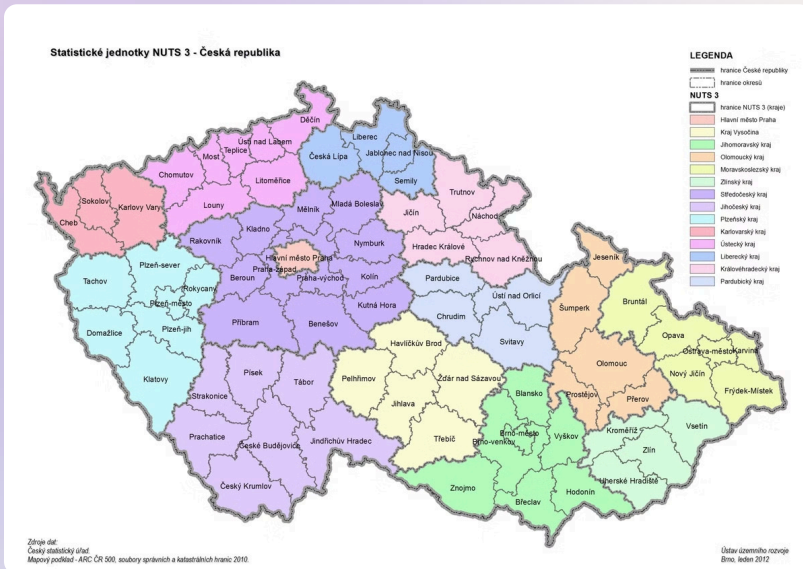 Statistické jednotky NUTS 3 - Česká republika
LEGENDA
hranice České republiky
hranice okresů
NUTS 3
hranice NUTS 3 (kraje)
Hlavní město Praha
Kraj Vysočina
Jihomoravský kraj
Olomoucký kraj
Moravskoslezský kraj
Zlínský kraj
Středočeský kraj
Jihočeský kraj
Plzeňský kraj
Karlovarský kraj
Ústecký kraj
Liberecký kraj
Královéhradecký kraj
Pardubický kraj
Děčín
Ústí nad Labem
Teplice
Most
Chomutov
Litoměřice
Louny
Liberec
Česká Lípa
Jablonec nad Nisou
Semily
Sokolov
Karlovy Vary
Cheb
Trutnov
Jičín
Náchod
Hradec Králové
Rychnov nad Kněžnou
Mladá Boleslav
Mělník
Kladno
Rakovník
Nymburk
Hlavní město Praha
Praha-západ
Praha-východ
Beroun
Kolín
Kutná Hora
Příbram
Benešov
Plzeň-sever
Tachov
Rokycany
Plzeň-město
Plzeň-jih
Domažlice
Klatovy
Pardubice
Ústí nad Orlicí
Chrudim
Svitavy
Jeseník
Šumperk
Olomouc
Prostějov
Přerov
Bruntál
Opava
Ostrava-město
Karviná
Nový Jičín
Frýdek-Místek
Havlíčkův Brod
Pelhřimov
Žďár nad Sázavou
Jihlava
Třebíč
Písek
Tábor
Strakonice
Prachatice
České Budějovice
Jindřichův Hradec
Český Krumlov
Blansko
Brno-město
Brno-venkov
Vyškov
Znojmo
Břeclav
Hodonín
Kroměříž
Vsetín
Zlín
Uherské Hradiště
Zdroje dat:
Český statistický úřad.
Mapový podklad - ARC ČR 500, soubory správních a katastrálních hranic 2010.
Ústav územního rozvoje
Brno, leden 2012